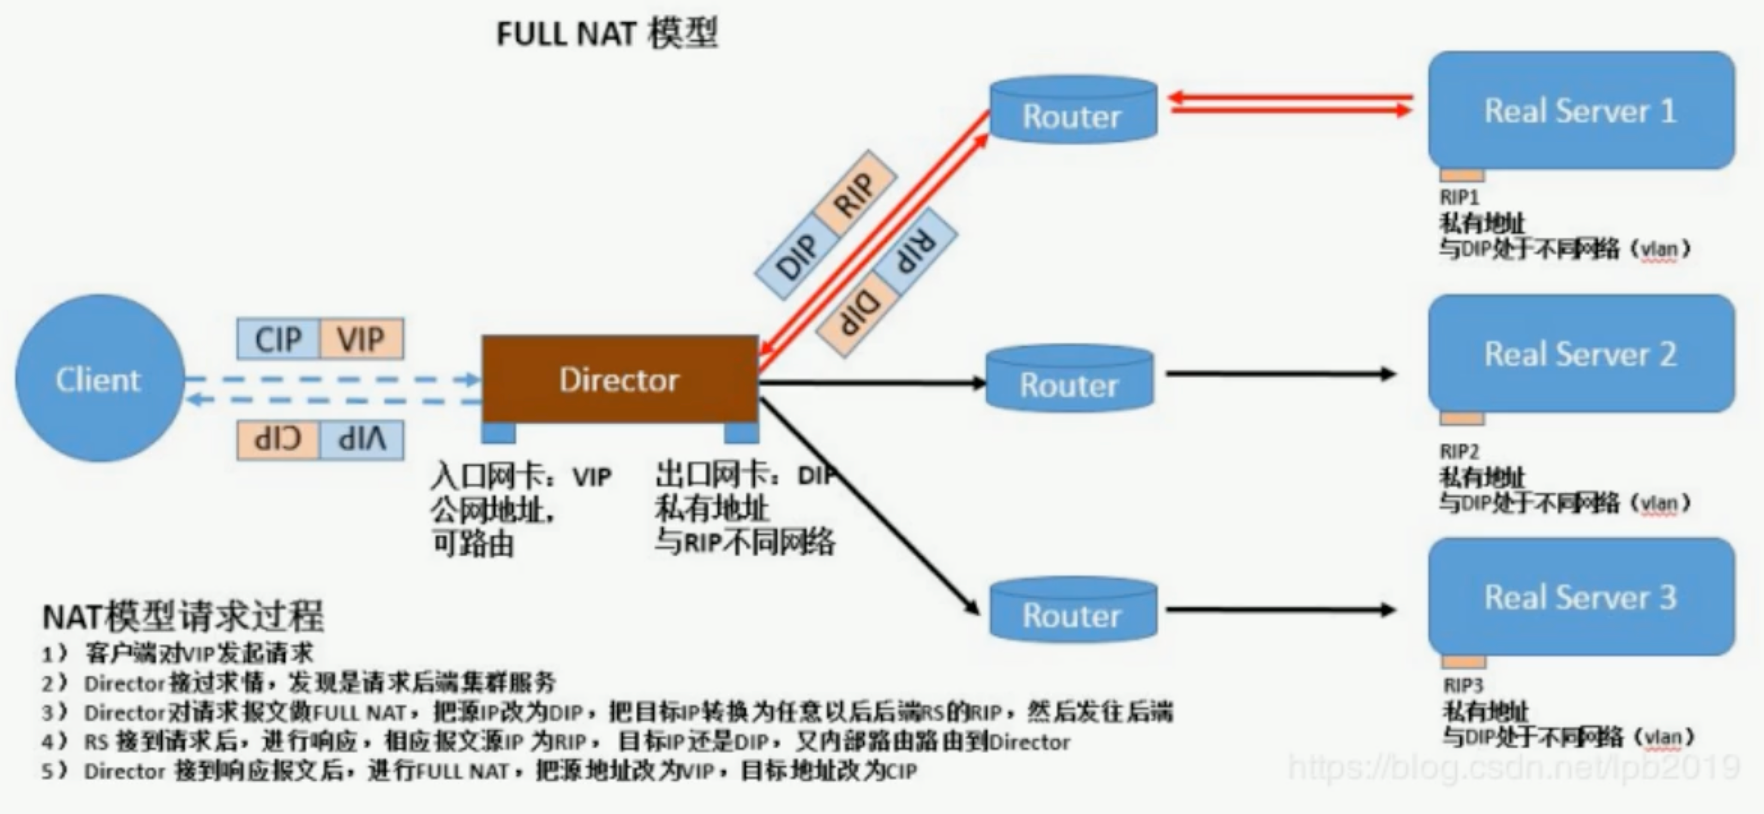 FULL NAT 模型
Router
Real Server 1
RIP1
私有地址
与DIP处于不同网络（vlan）
DIP RIP
RIP
DIP
CIP VIP
Client
Director
CIP VIP
Router
Real Server 2
RIP2
私有地址
与DIP处于不同网络（vlan）
入口网卡：VIP
公网地址，
可路由
出口网卡：DIP
私有地址
与RIP不同网络
Router
Real Server 3
RIP3
私有地址
与DIP处于不同网络（vlan）
NAT模型请求过程
1） 客户端对VIP发起请求
2） Director 接过求情，发现是请求后端集群服务
3） Director对请求报文做FULL NAT，把源IP改为DIP，把目标IP转换为任意以后后端RS的RIP，然后发往后端
4） RS 接到请求后，进行响应，相应报文源IP 为RIP，目标IP还是DIP，又内部路由路由到Director
5） Director 接到响应报文后，进行FULL NAT，把源地址改为VIP，目标地址改为CIP
https://blog.csdn.net/lpb2019